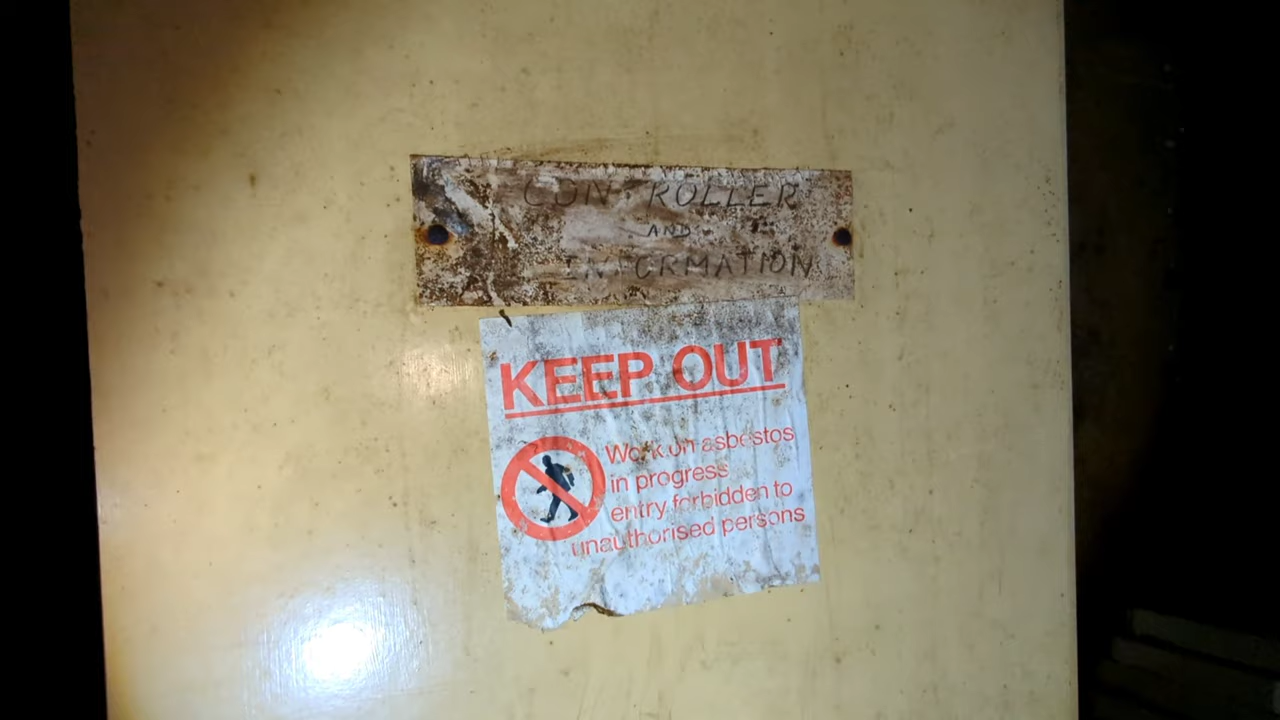 CONTROLLER
AND
INFORMATION
KEEP OUT
Work on asbestos
in progress
entry forbidden to
unauthorised persons